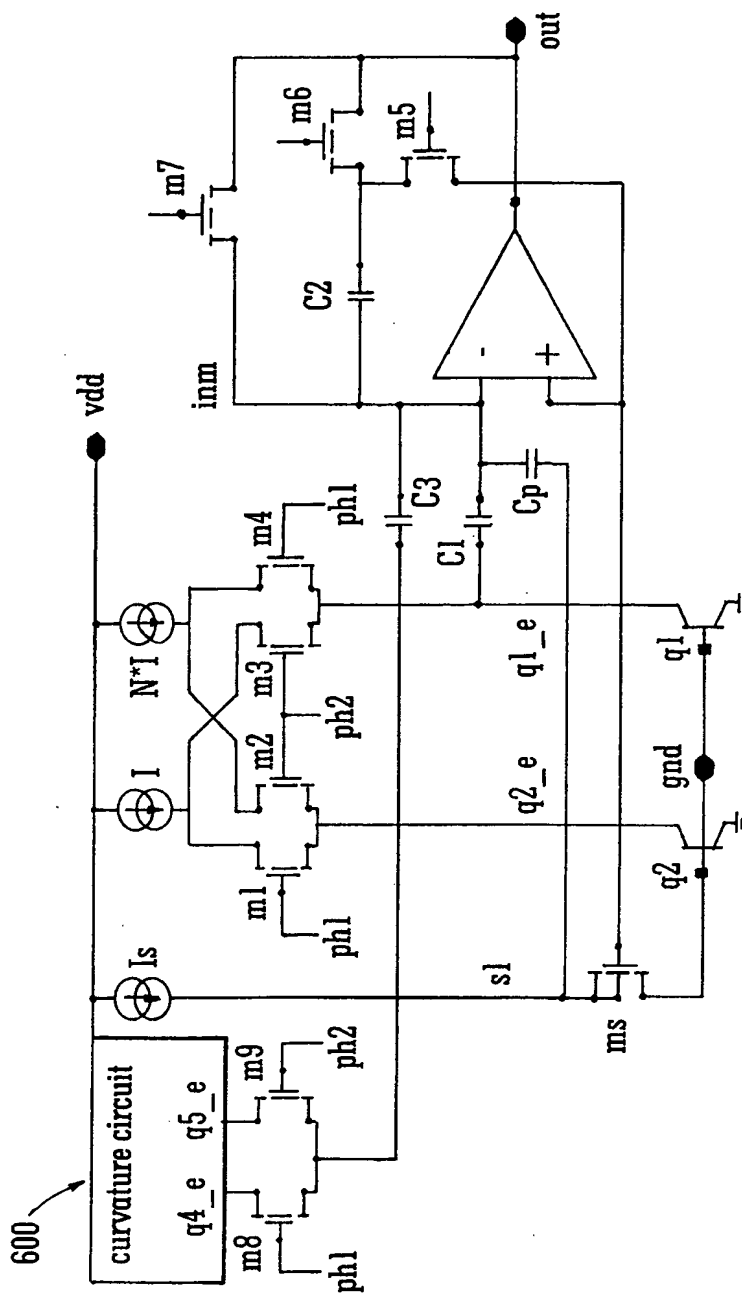 600
vdd
curvature circuit
q4_e
q5_e
Is
I
N*I
m7
m8
m9
m1
m2
m3
m4
inm
m6
C2
ph1
ph2
ph1
ph2
ph1
C3
m5
C1
Cp
-
+
out
s1
q2_e
q1_e
ms
q2
gnd
q1